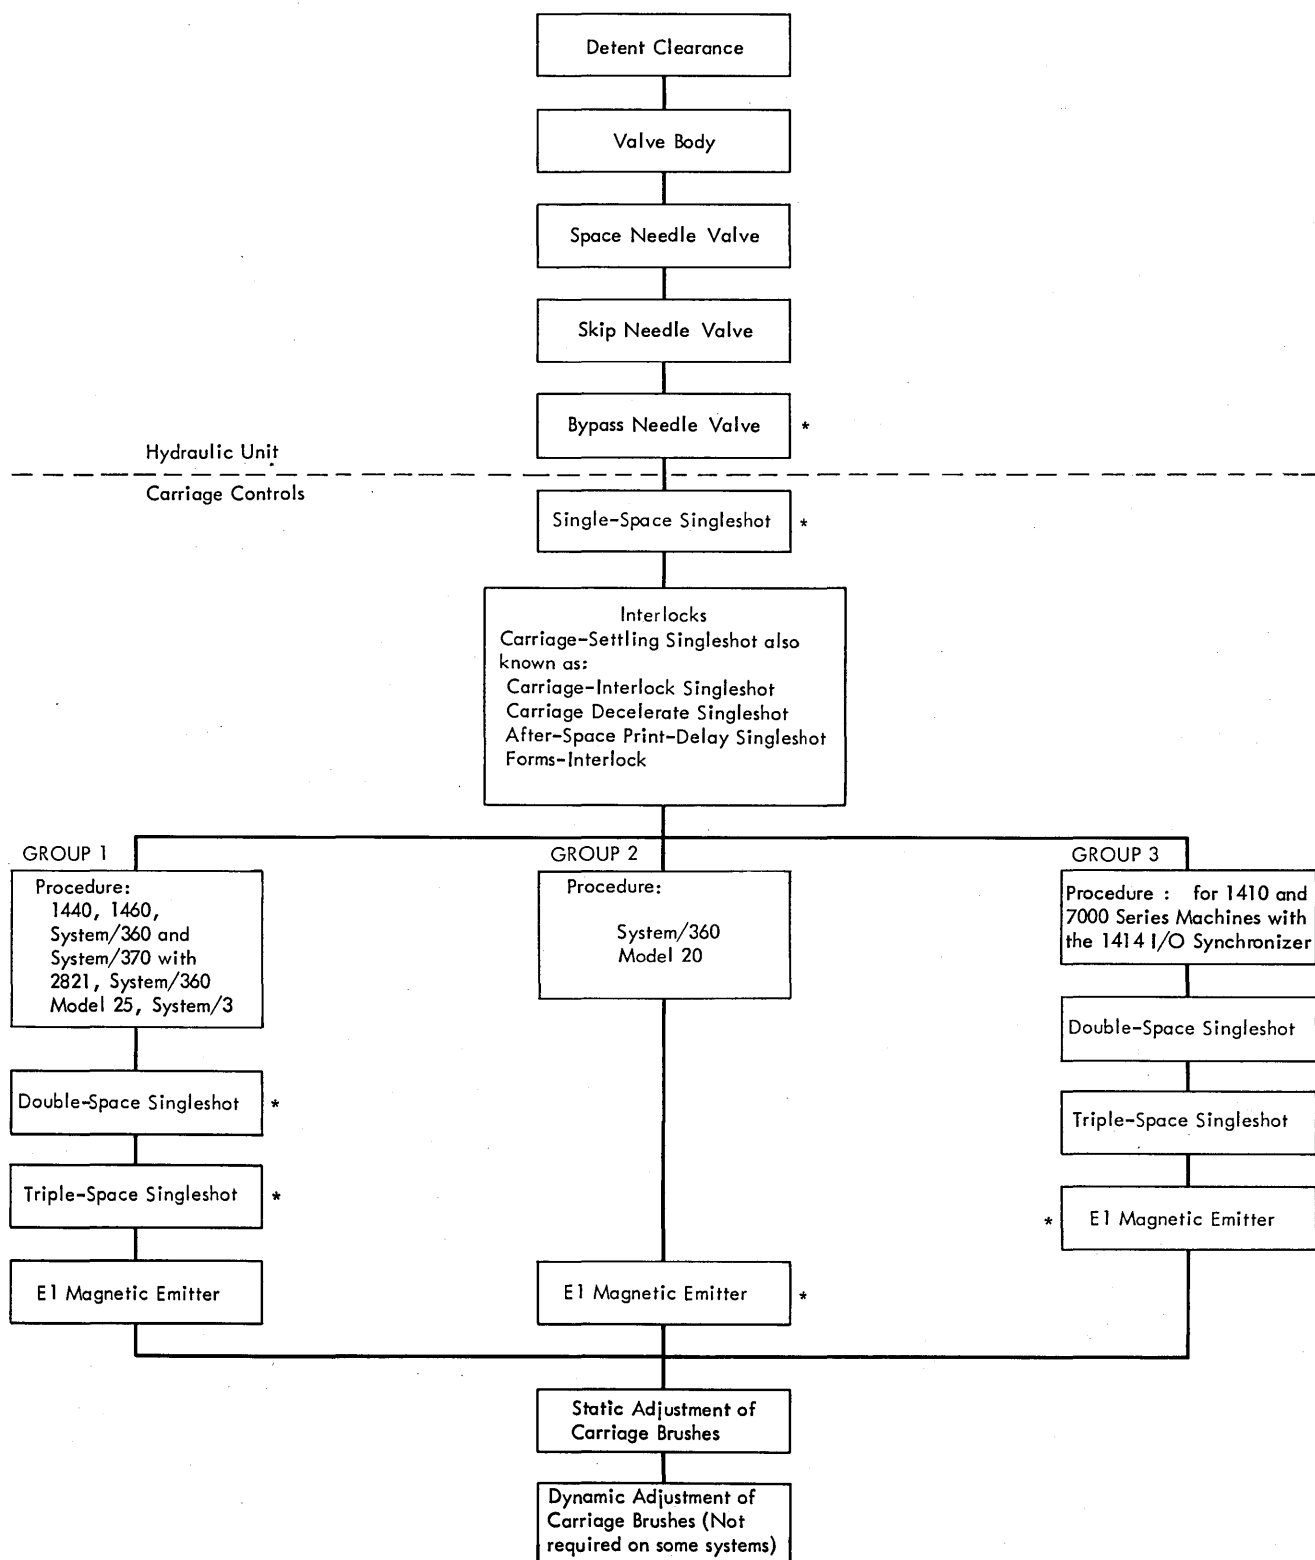 Detent Clearance
Valve Body
Space Needle Valve
Skip Needle Valve
Bypass Needle Valve *
Hydraulic Unit
Carriage Controls
Single-Space Singleshot *
Interlocks
Carriage-Settling Singleshot also
known as:
Carriage-Interlock Singleshot
Carriage Decelerate Singleshot
After-Space Print-Delay Singleshot
Forms-Interlock
GROUP 1
Procedure:
1440, 1460,
System/360 and
System/370 with
2821, System/360
Model 25, System/3
Double-Space Singleshot *
Triple-Space Singleshot *
E1 Magnetic Emitter
GROUP 2
Procedure:
System/360
Model 20
E1 Magnetic Emitter *
GROUP 3
Procedure : for 1410 and
7000 Series Machines with
the 1414 I/O Synchronizer
Double-Space Singleshot
Triple-Space Singleshot
* E1 Magnetic Emitter
Static Adjustment of
Carriage Brushes
Dynamic Adjustment of
Carriage Brushes (Not
required on some systems)